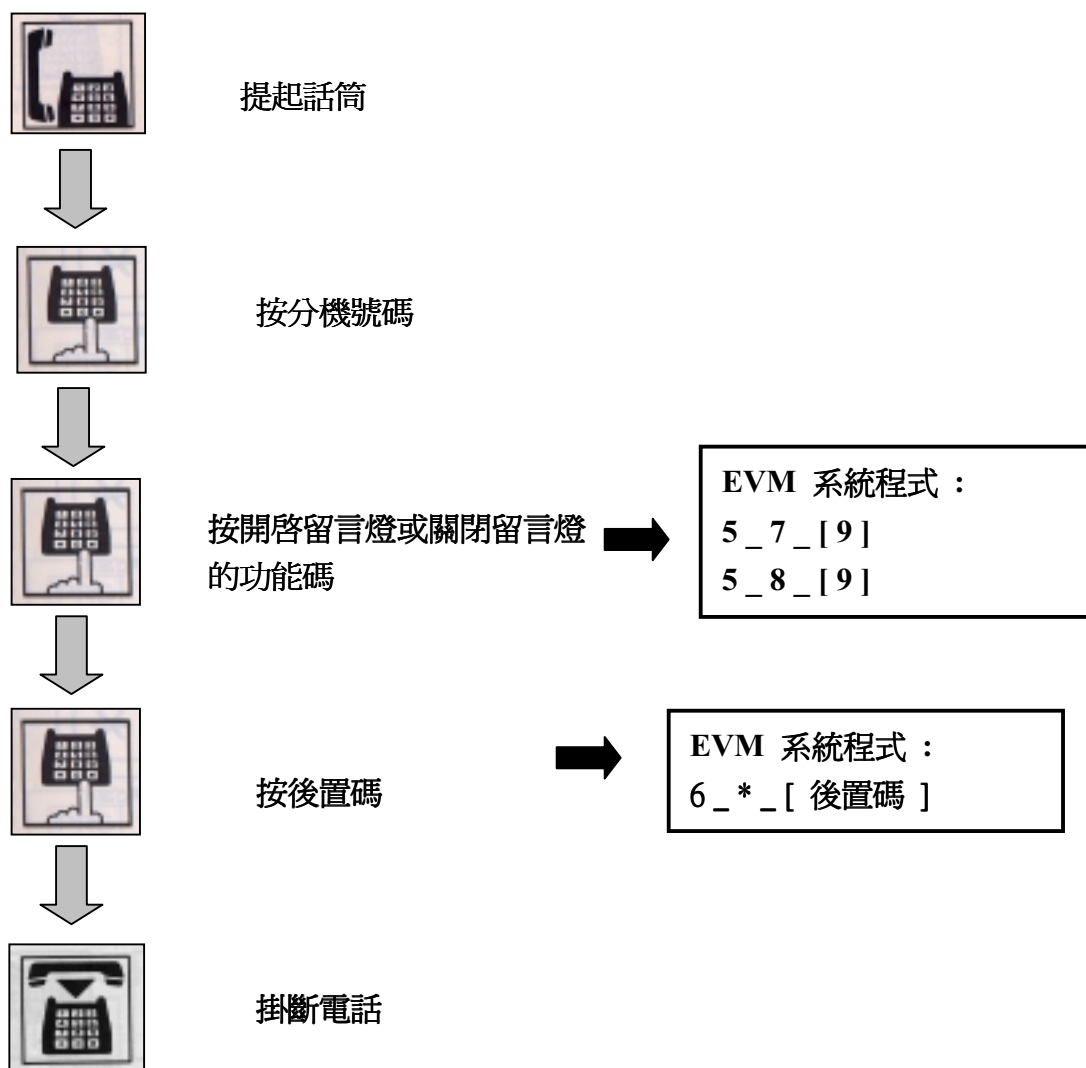 提起話筒
按分機號碼
按開啓留言燈或關閉留言燈
的功能碼
EVM 系統程式 :
5 _ 7 _ [ 9 ]
5 _ 8 _ [ 9 ]
按後置碼
EVM 系統程式 :
6 _ * _ [ 後置碼 ]
掛斷電話